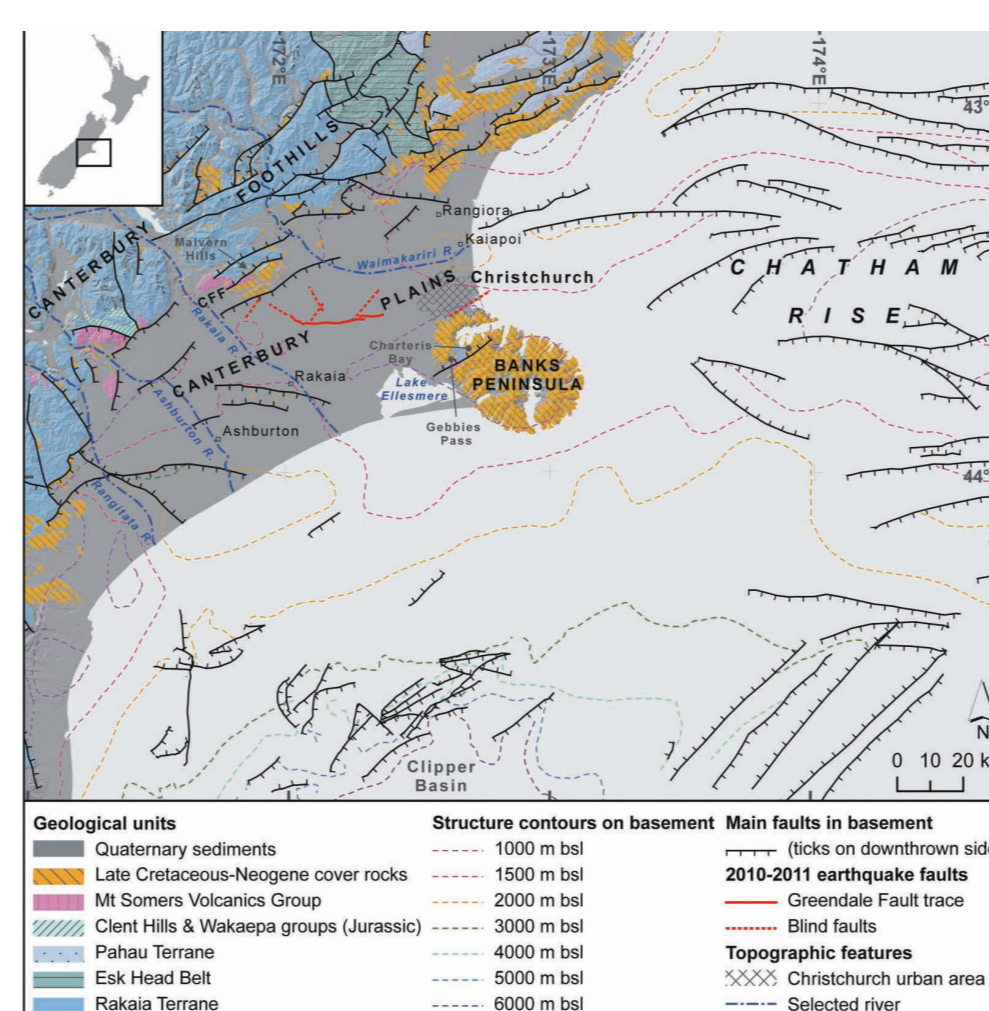 172°E
173°E
174°E
43°
FOOTHILLS
CANTERBURY
Rangiora
Kaiapoi
Malvern
Hills
Waimakariri R.
Christchurch
CHATHAM
RISE
CFF
PLAINS
CANTERBURY
Rakaia R.
Charteris
Bay
BANKS
PENINSULA
Rakaia
Lake
Ellesmere
Ashburton R.
Ashburton
Gebbies
Pass
44°
Rangitata R.
Clipper
Basin
N
0 10 20 k
Geological units
Quaternary sediments
Late Cretaceous-Neogene cover rocks
Mt Somers Volcanics Group
Clent Hills & Wakaepa groups (Jurassic)
Pahau Terrane
Esk Head Belt
Rakaia Terrane
Structure contours on basement
1000 m bsl
1500 m bsl
2000 m bsl
3000 m bsl
4000 m bsl
5000 m bsl
6000 m bsl
Main faults in basement
(ticks on downthrown side
2010-2011 earthquake faults
Greendale Fault trace
Blind faults
Topographic features
Christchurch urban area
Selected river